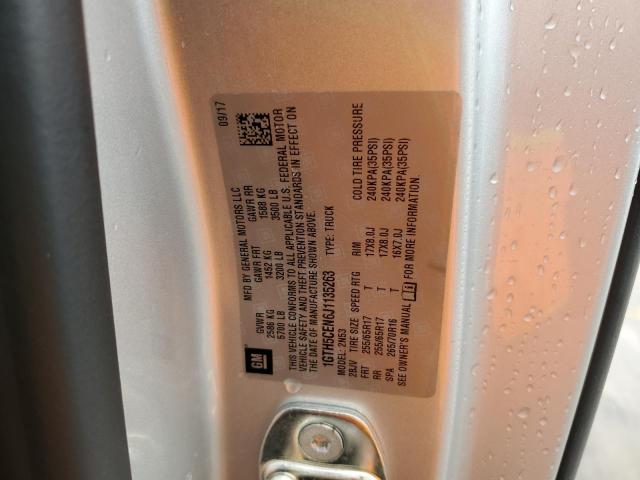 GM
MFD BY GENERAL MOTORS LLC
09/17
GVWR GAWR FRT GAWR RR
2586 KG 1452 KG 1588 KG
5700 LB 3200 LB 3500 LB
THIS VEHICLE CONFORMS TO ALL APPLICABLE U.S. FEDERAL MOTOR
VEHICLE SAFETY AND THEFT PREVENTION STANDARDS IN EFFECT ON
THE DATE OF MANUFACTURE SHOWN ABOVE.
1GTH5CEN6J1135263 TYPE: TRUCK
MODEL: 2N53
28JV TIRE SIZE SPEED RTG RIM COLD TIRE PRESSURE
FRT 255/65R17 T 17X8.0J 240KPA(35PSI)
RR 255/65R17 T 17X8.0J 240KPA(35PSI)
SPA 265/70R16 T 16X7.0J 240KPA(35PSI)
SEE OWNER'S MANUAL FOR MORE INFORMATION.